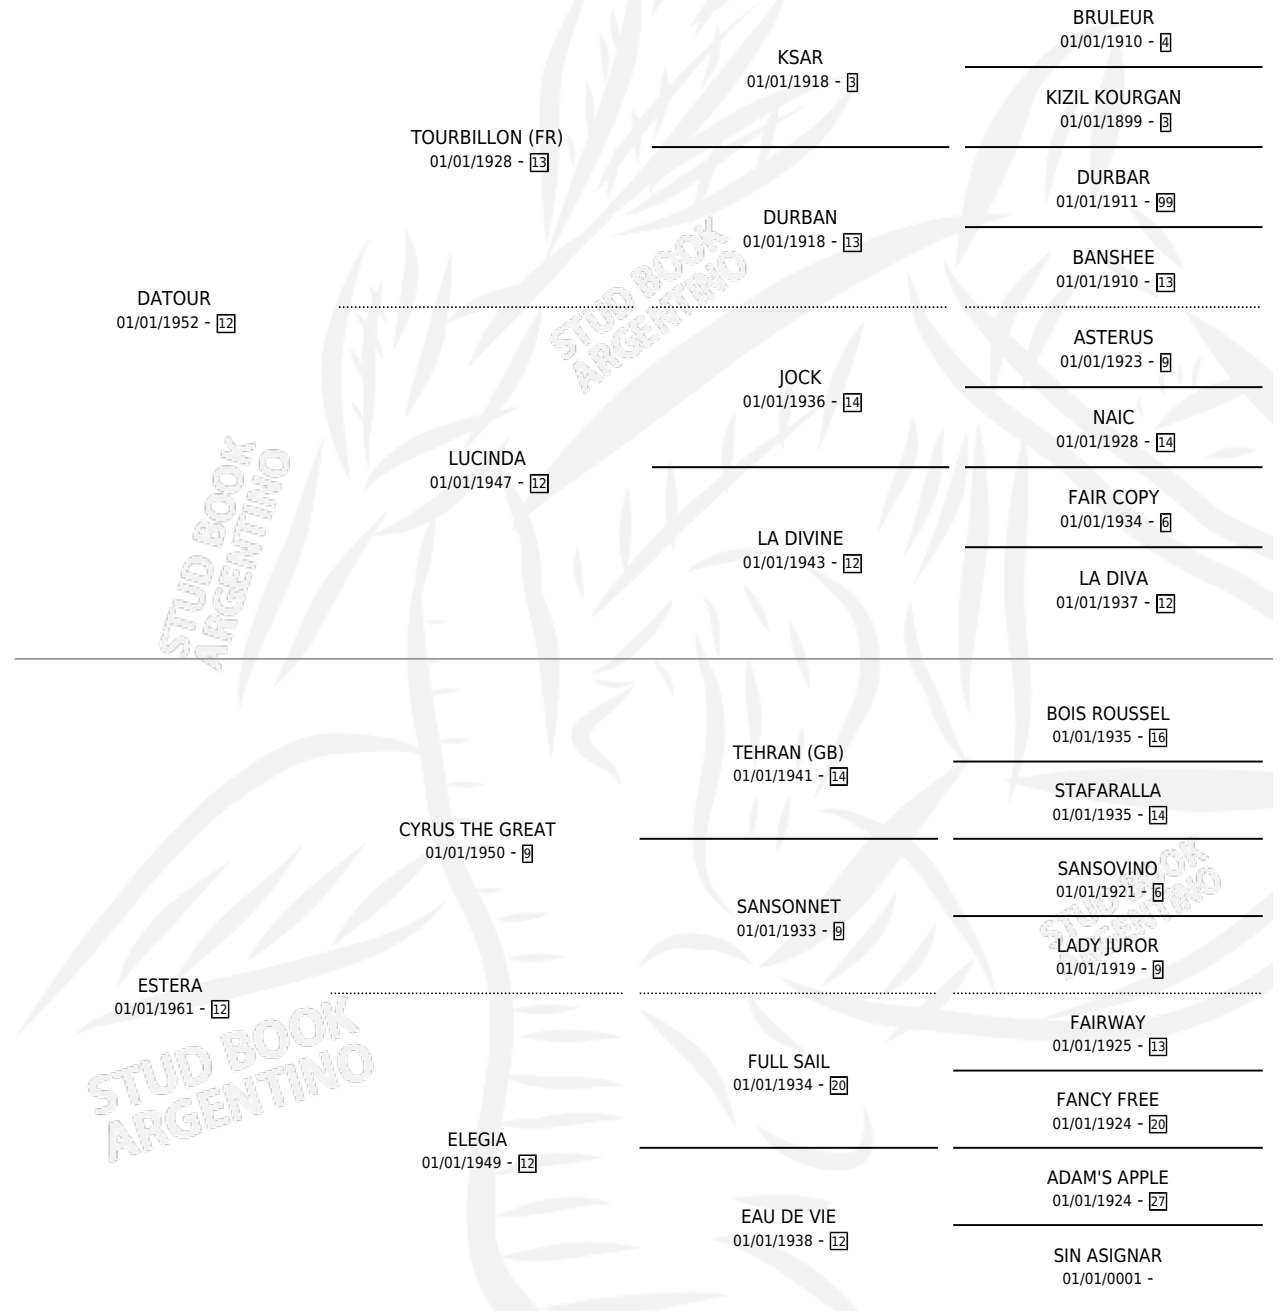 BRULEUR
01/01/1910 - 4
KSAR
01/01/1918 - 3
KIZIL KOURGAN
01/01/1899 - 3
TOURBILLON (FR)
01/01/1928 - 13
DURBAR
01/01/1911 - 99
DURBAN
01/01/1918 - 13
BANSHEE
01/01/1910 - 13
DATOUR
01/01/1952 - 12
ASTERUS
01/01/1923 - 9
JOCK
01/01/1936 - 14
NAIC
01/01/1928 - 14
LUCINDA
01/01/1947 - 12
FAIR COPY
01/01/1934 - 6
LA DIVINE
01/01/1943 - 12
LA DIVA
01/01/1937 - 12
BOIS ROUSSEL
01/01/1935 - 16
TEHRAN (GB)
01/01/1941 - 14
STAFARALLA
01/01/1935 - 14
CYRUS THE GREAT
01/01/1950 - 9
SANSOVINO
01/01/1921 - 6
SANSONNET
01/01/1933 - 9
LADY JUROR
01/01/1919 - 9
ESTERA
01/01/1961 - 12
FAIRWAY
01/01/1925 - 13
FULL SAIL
01/01/1934 - 20
FANCY FREE
01/01/1924 - 20
ELEGIA
01/01/1949 - 12
ADAM'S APPLE
01/01/1924 - 27
EAU DE VIE
01/01/1938 - 12
SIN ASIGNAR
01/01/0001 -
STUD BOOK
ARGENTINO
STUD BOOK
ARGENTINO
STUD BOOK
ARGENTINO
STUD BOOK
ARGENTINO